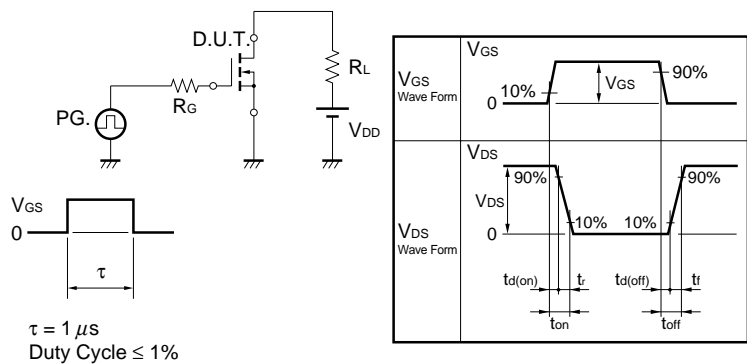 D.U.T.
RL
RG
PG.
VDD
VGS
0
τ
τ = 1 μs
Duty Cycle ≤ 1%
VGS
Wave Form
VGS
10%
VGS
90%
0
VDS
Wave Form
VDS
90%
90%
VDS
10%
10%
0
td(on)
tr
td(off)
tf
ton
toff